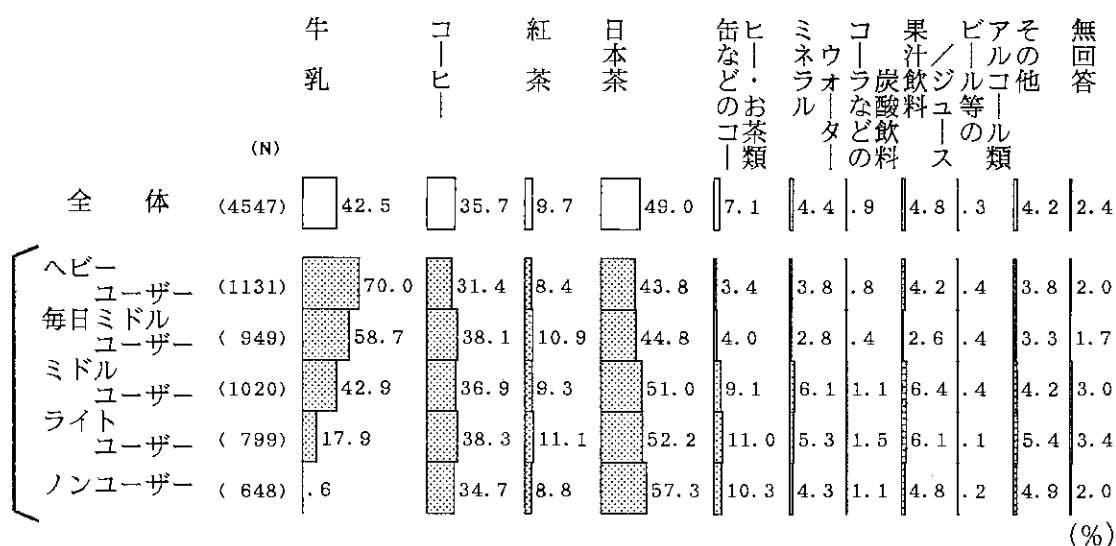 牛乳
コーヒー
紅茶
日本茶
缶などのコーヒー・お茶類
ミネラルウォーター
コーラなどの炭酸飲料
果汁飲料／ジュース
ビール等のアルコール類
その他
無回答
(N)
全体 (4547) 42.5 35.7 9.7 49.0 7.1 4.4 .9 4.8 .3 4.2 2.4
ヘビーユーザー (1131) 70.0 31.4 8.4 43.8 3.4 3.8 .8 4.2 .4 3.8 2.0
毎日ミドルユーザー ( 949) 58.7 38.1 10.9 44.8 4.0 2.8 .4 2.6 .4 3.3 1.7
ミドルユーザー (1020) 42.9 36.9 9.3 51.0 9.1 6.1 1.1 6.4 .4 4.2 3.0
ライトユーザー ( 799) 17.9 38.3 11.1 52.2 11.0 5.3 1.5 6.1 .1 5.4 3.4
ノンユーザー ( 648) .6 34.7 8.8 57.3 10.3 4.3 1.1 4.8 .2 4.9 2.0
(%)